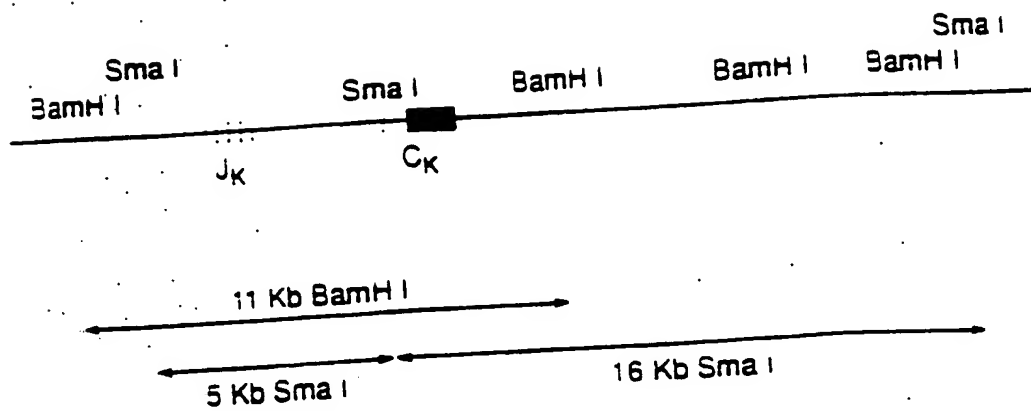 Sma I
Sma I
BamH I
Sma I
BamH I
BamH I
BamH I
JK
CK
11 Kb BamH I
5 Kb Sma I
16 Kb Sma I